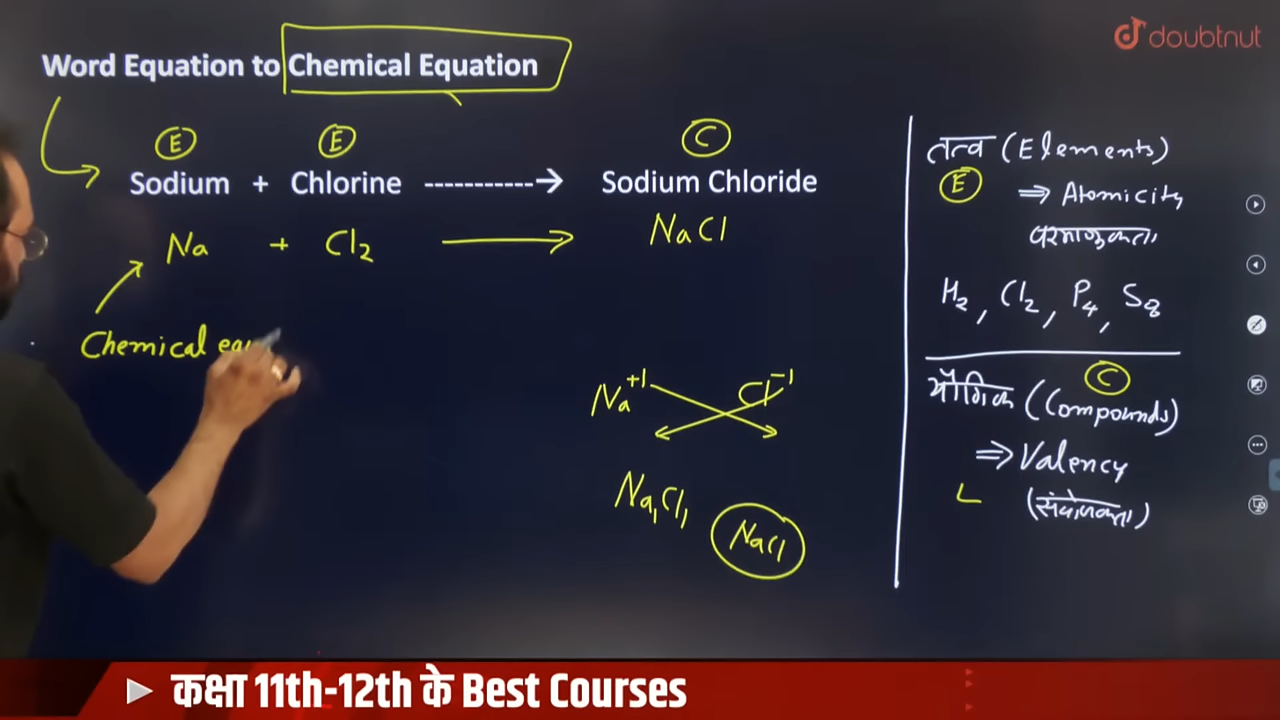 doubtnut
Word Equation to Chemical Equation
E E C
Sodium + Chlorine -----------→ Sodium Chloride
Na + Cl₂ ⟶ NaCl
Chemical equ
Na⁺¹ Cl⁻¹
Na₁Cl₁
NaCl
तत्व (Elements)
E ⇒ Atomicity
परमाणुकता
H₂, Cl₂, P₄, S₈
C
यौगिक (Compounds)
⇒ Valency
(संयोजकता)
कक्षा 11th-12th के Best Courses